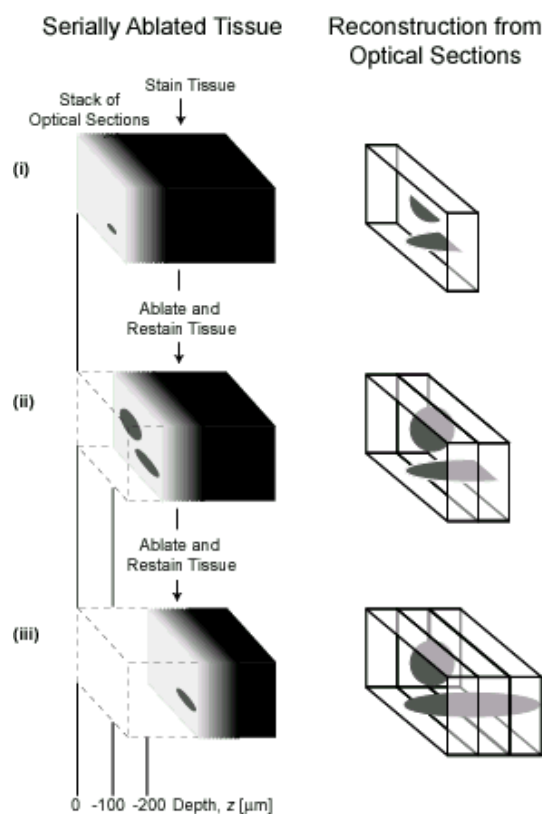 Serially Ablated Tissue
Reconstruction from
Optical Sections
Stain Tissue
Stack of
Optical Sections
(i)
Ablate and
Restain Tissue
(ii)
Ablate and
Restain Tissue
(iii)
0 -100 -200 Depth, z [µm]